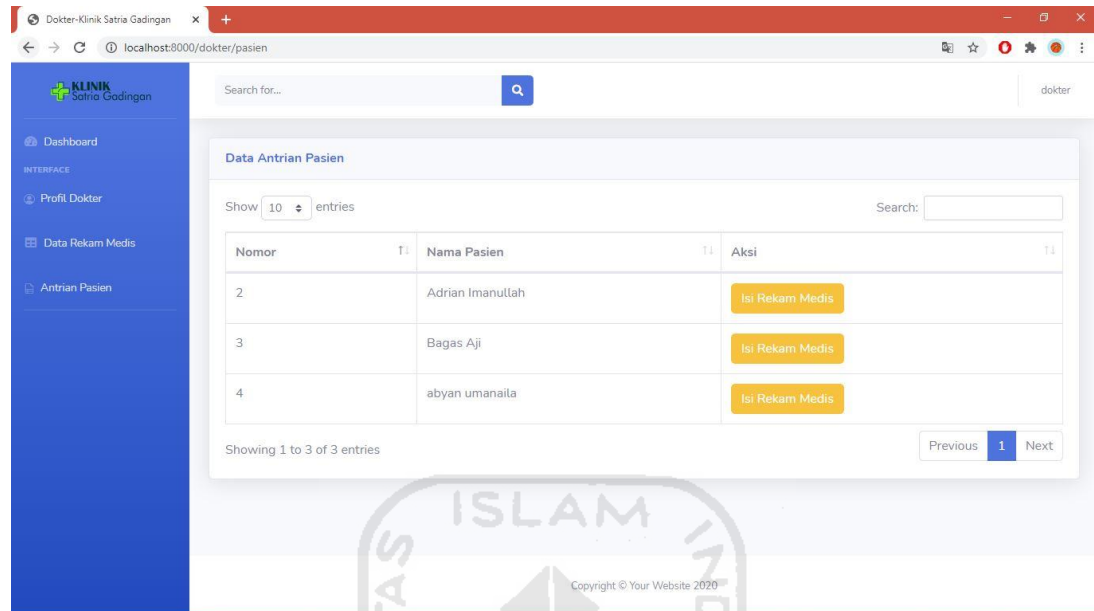 Dokter-Klinik Satria Gadingan
localhost:8000/dokter/pasien
KLINIK
Satria Gadingan
Search for...
dokter
Dashboard
INTERFACE
Profil Dokter
Data Rekam Medis
Antrian Pasien
Data Antrian Pasien
Show 10 entries
Search:
Nomor Nama Pasien Aksi
2 Adrian Imanullah Isi Rekam Medis
3 Bagas Aji Isi Rekam Medis
4 abyan umanaila Isi Rekam Medis
Showing 1 to 3 of 3 entries
Previous 1 Next
ISLAM
Copyright © Your Website 2020